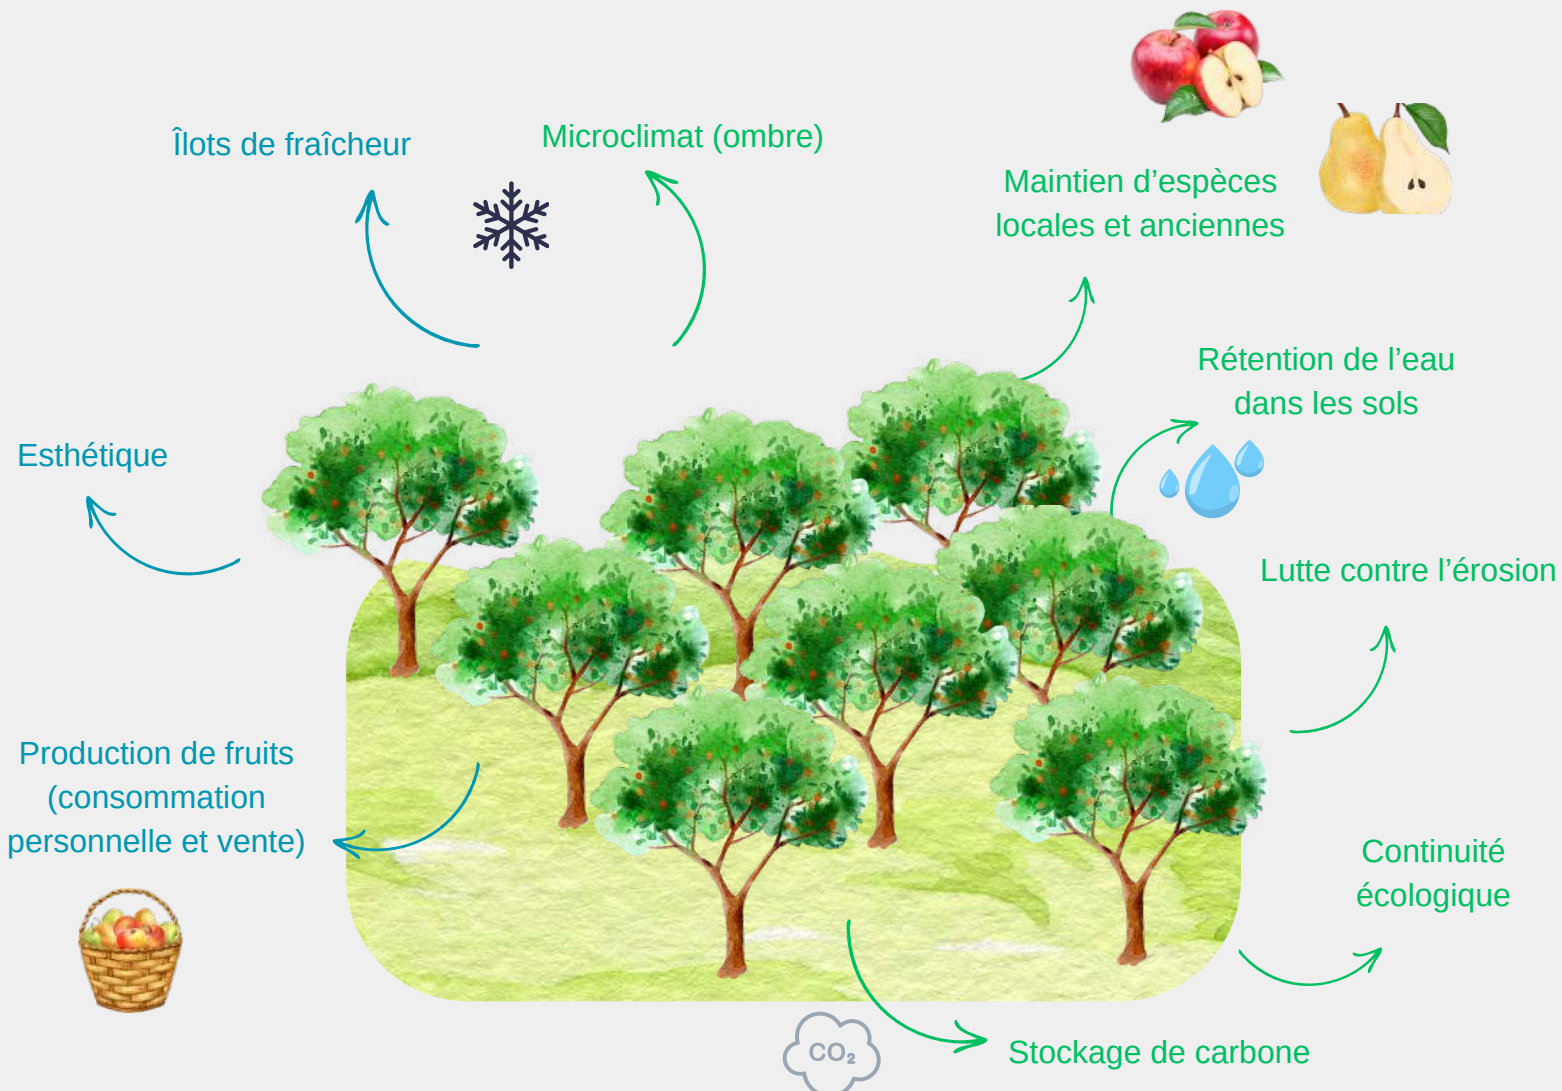 Îlots de fraîcheur
Microclimat (ombre)
Maintien d’espèces
locales et anciennes
Rétention de l’eau
dans les sols
Esthétique
Lutte contre l’érosion
Production de fruits
(consommation
personnelle et vente)
Continuité
écologique
CO₂
Stockage de carbone